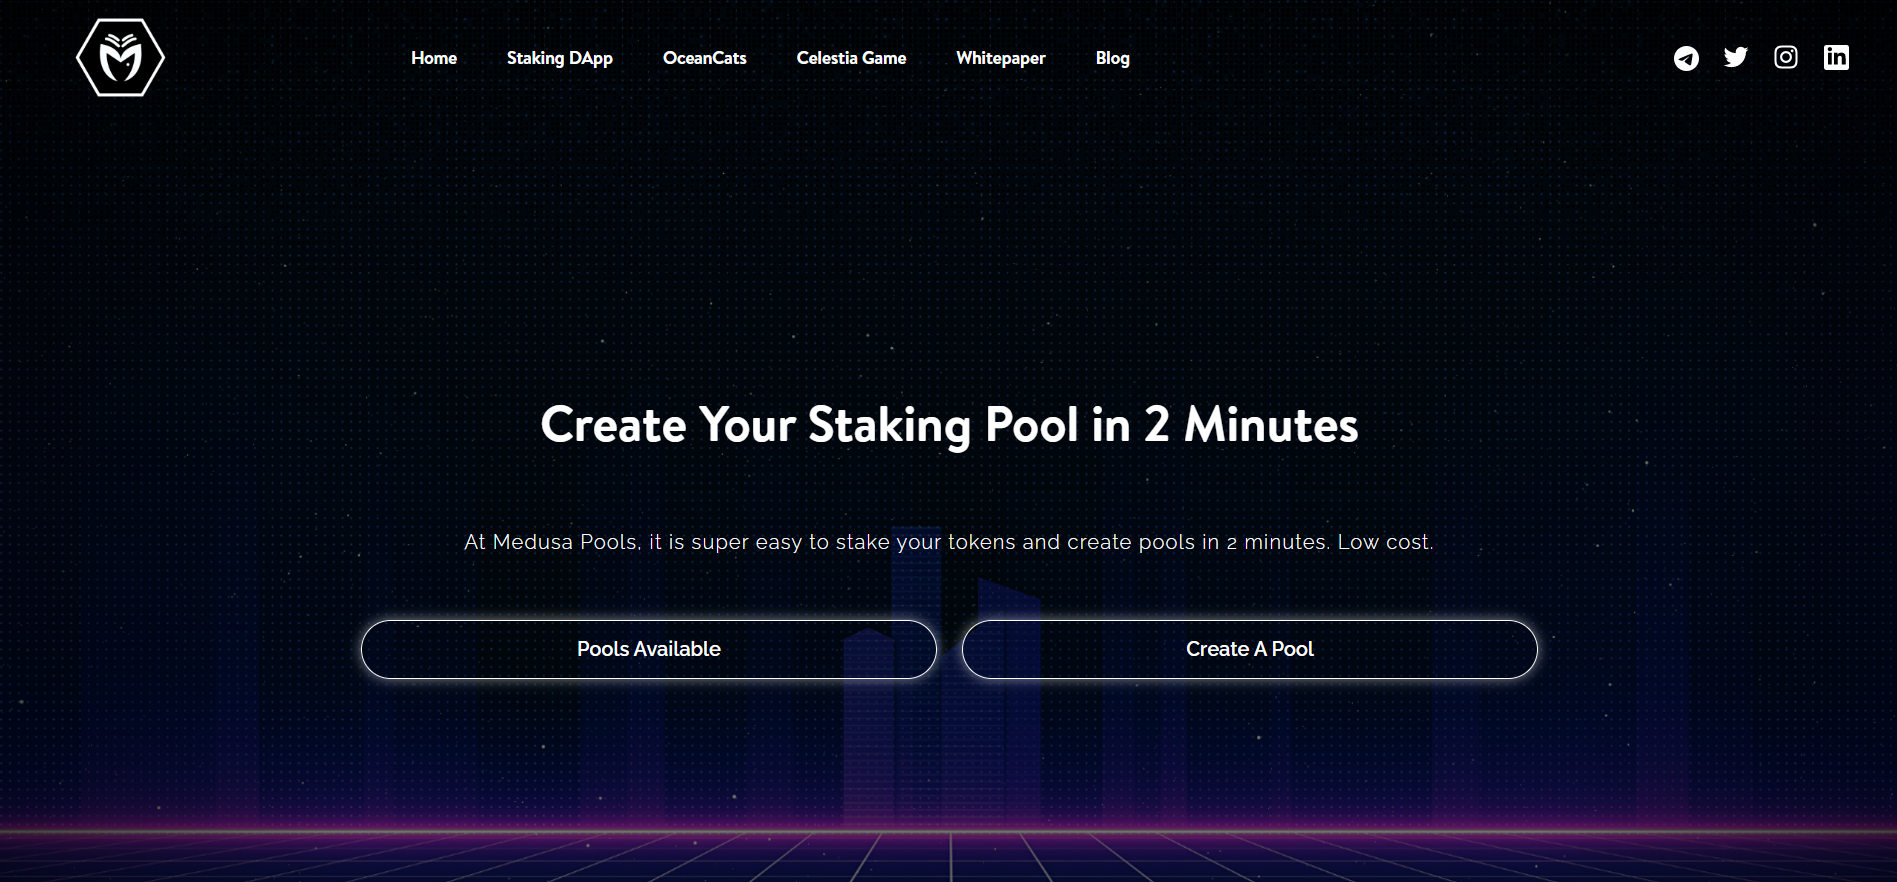 Home
Staking DApp
OceanCats
Celestia Game
Whitepaper
Blog
Create Your Staking Pool in 2 Minutes
At Medusa Pools, it is super easy to stake your tokens and create pools in 2 minutes. Low cost.
Pools Available
Create A Pool